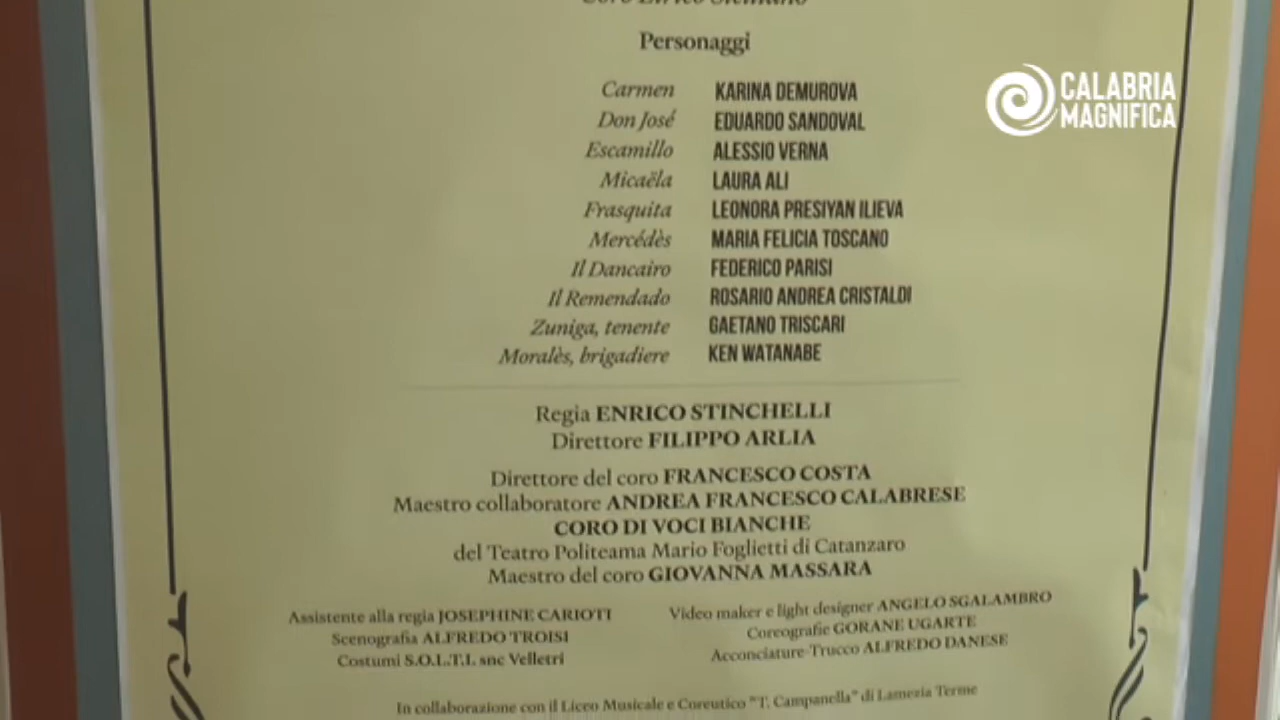 Personaggi
CALABRIA
MAGNIFICA
Carmen KARINA DEMUROVA
Don José EDUARDO SANDOVAL
Escamillo ALESSIO VERNA
Micaëla LAURA ALI
Frasquita LEONORA PRESIYAN ILIEVA
Mercédès MARIA FELICIA TOSCANO
Il Dancairo FEDERICO PARISI
Il Remendado ROSARIO ANDREA CRISTALDI
Zuniga, tenente GAETANO TRISCARI
Moralès, brigadiere KEN WATANABE
Regia ENRICO STINCHELLI
Direttore FILIPPO ARLIA
Direttore del coro FRANCESCO COSTA
Maestro collaboratore ANDREA FRANCESCO CALABRESE
CORO DI VOCI BIANCHE
del Teatro Politeama Mario Foglietti di Catanzaro
Maestro del coro GIOVANNA MASSARA
Assistente alla regia JOSEPHINE CARIOTI
Scenografia ALFREDO TROISI
Costumi S.O.L.T.I. snc Velletri
Video maker e light designer ANGELO SGALAMBRO
Coreografie GORANE UGARTE
Acconciature-Trucco ALFREDO DANESE
In collaborazione con il Liceo Musicale e Coreutico "T. Campanella" di Lamezia Terme